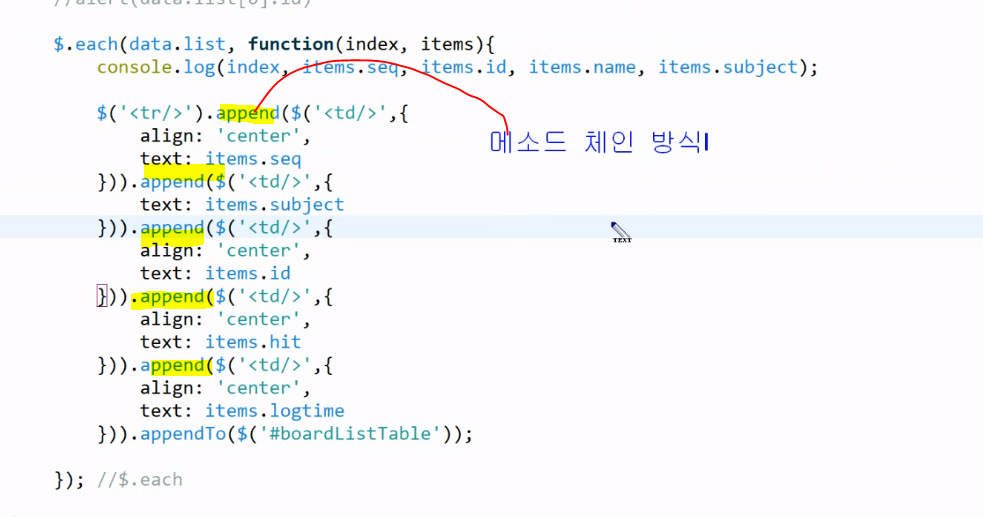 //alert(data.list[0].id)
$.each(data.list, function(index, items){
console.log(index, items.seq, items.id, items.name, items.subject);
$('<tr/>').append($('<td/>',{
align: 'center',
메소드 체인 방식
text: items.seq
})).append($('<td/>',{
text: items.subject
})).append($('<td/>',{
TEXT
align: 'center',
text: items.id
})).append($('<td/>',{
align: 'center',
text: items.hit
})).append($('<td/>',{
align: 'center',
text: items.logtime
})).appendTo($('#boardListTable'));
}); //$.each